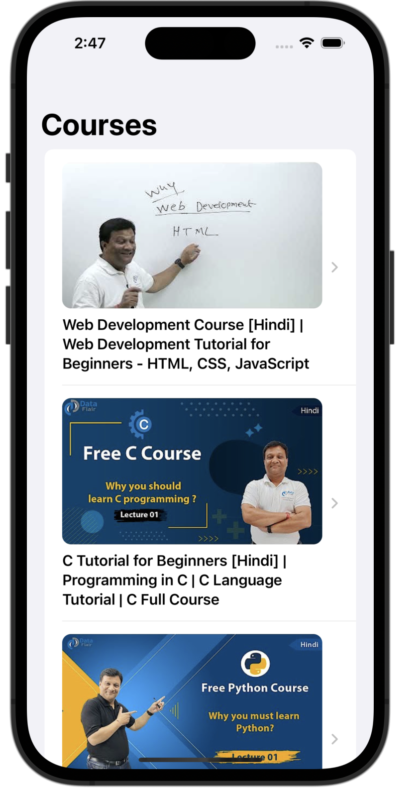 2:47
Courses
Why
Web Development
HTML
Web Development Course [Hindi] |
Web Development Tutorial for
Beginners - HTML, CSS, JavaScript
Data
Flair
Hindi
C
Free C Course
Why you should
learn C programming ?
Lecture 01
C Tutorial for Beginners [Hindi] |
Programming in C | C Language
Tutorial | C Full Course
Data
Flair
Hindi
Free Python Course
Why you must learn
Python?
Lecture 01